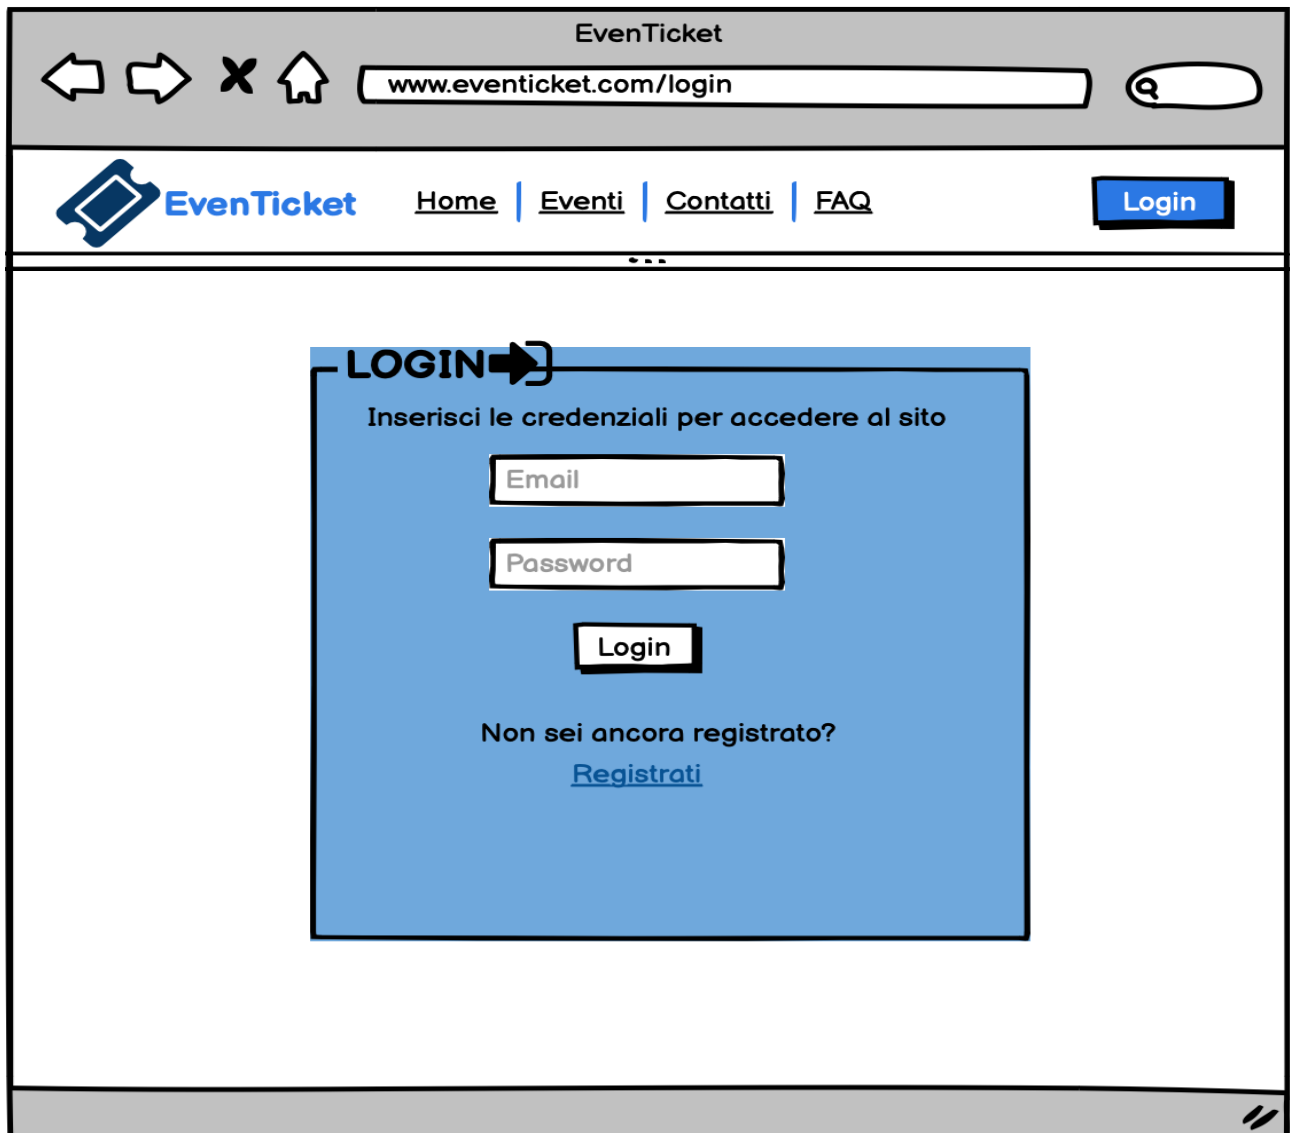 EvenTicket
www.eventicket.com/login
EvenTicket Home Eventi Contatti FAQ Login
LOGIN
Inserisci le credenziali per accedere al sito
Email
Password
Login
Non sei ancora registrato?
Registrati